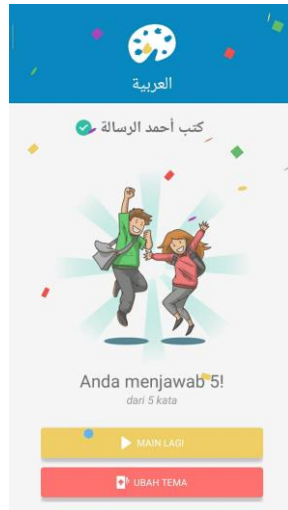 العربية
كتب أحمد الرسالة
Anda menjawab 5!
dari 5 kata
MAIN LAGI
UBAH TEMA